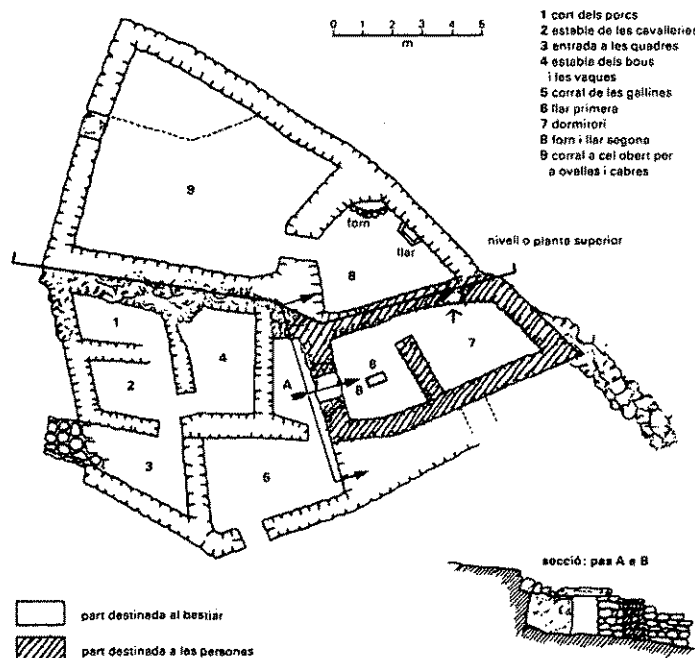 0 1 2 3 4 5
m
1 cort dels porcs
2 estable de les cavalleries
3 entrada a les quadres
4 estable dels bous
i les vaques
5 corral de les gallines
6 llar primera
7 dormitori
8 forn i llar segona
9 corral a cel obert per
a ovelles i cabres
9
forn
llar
nivell o planta superior
8
1
4
7
2
A
6
B
3
5
secció: pas A a B
part destinada al bestiar
part destinada a les persones